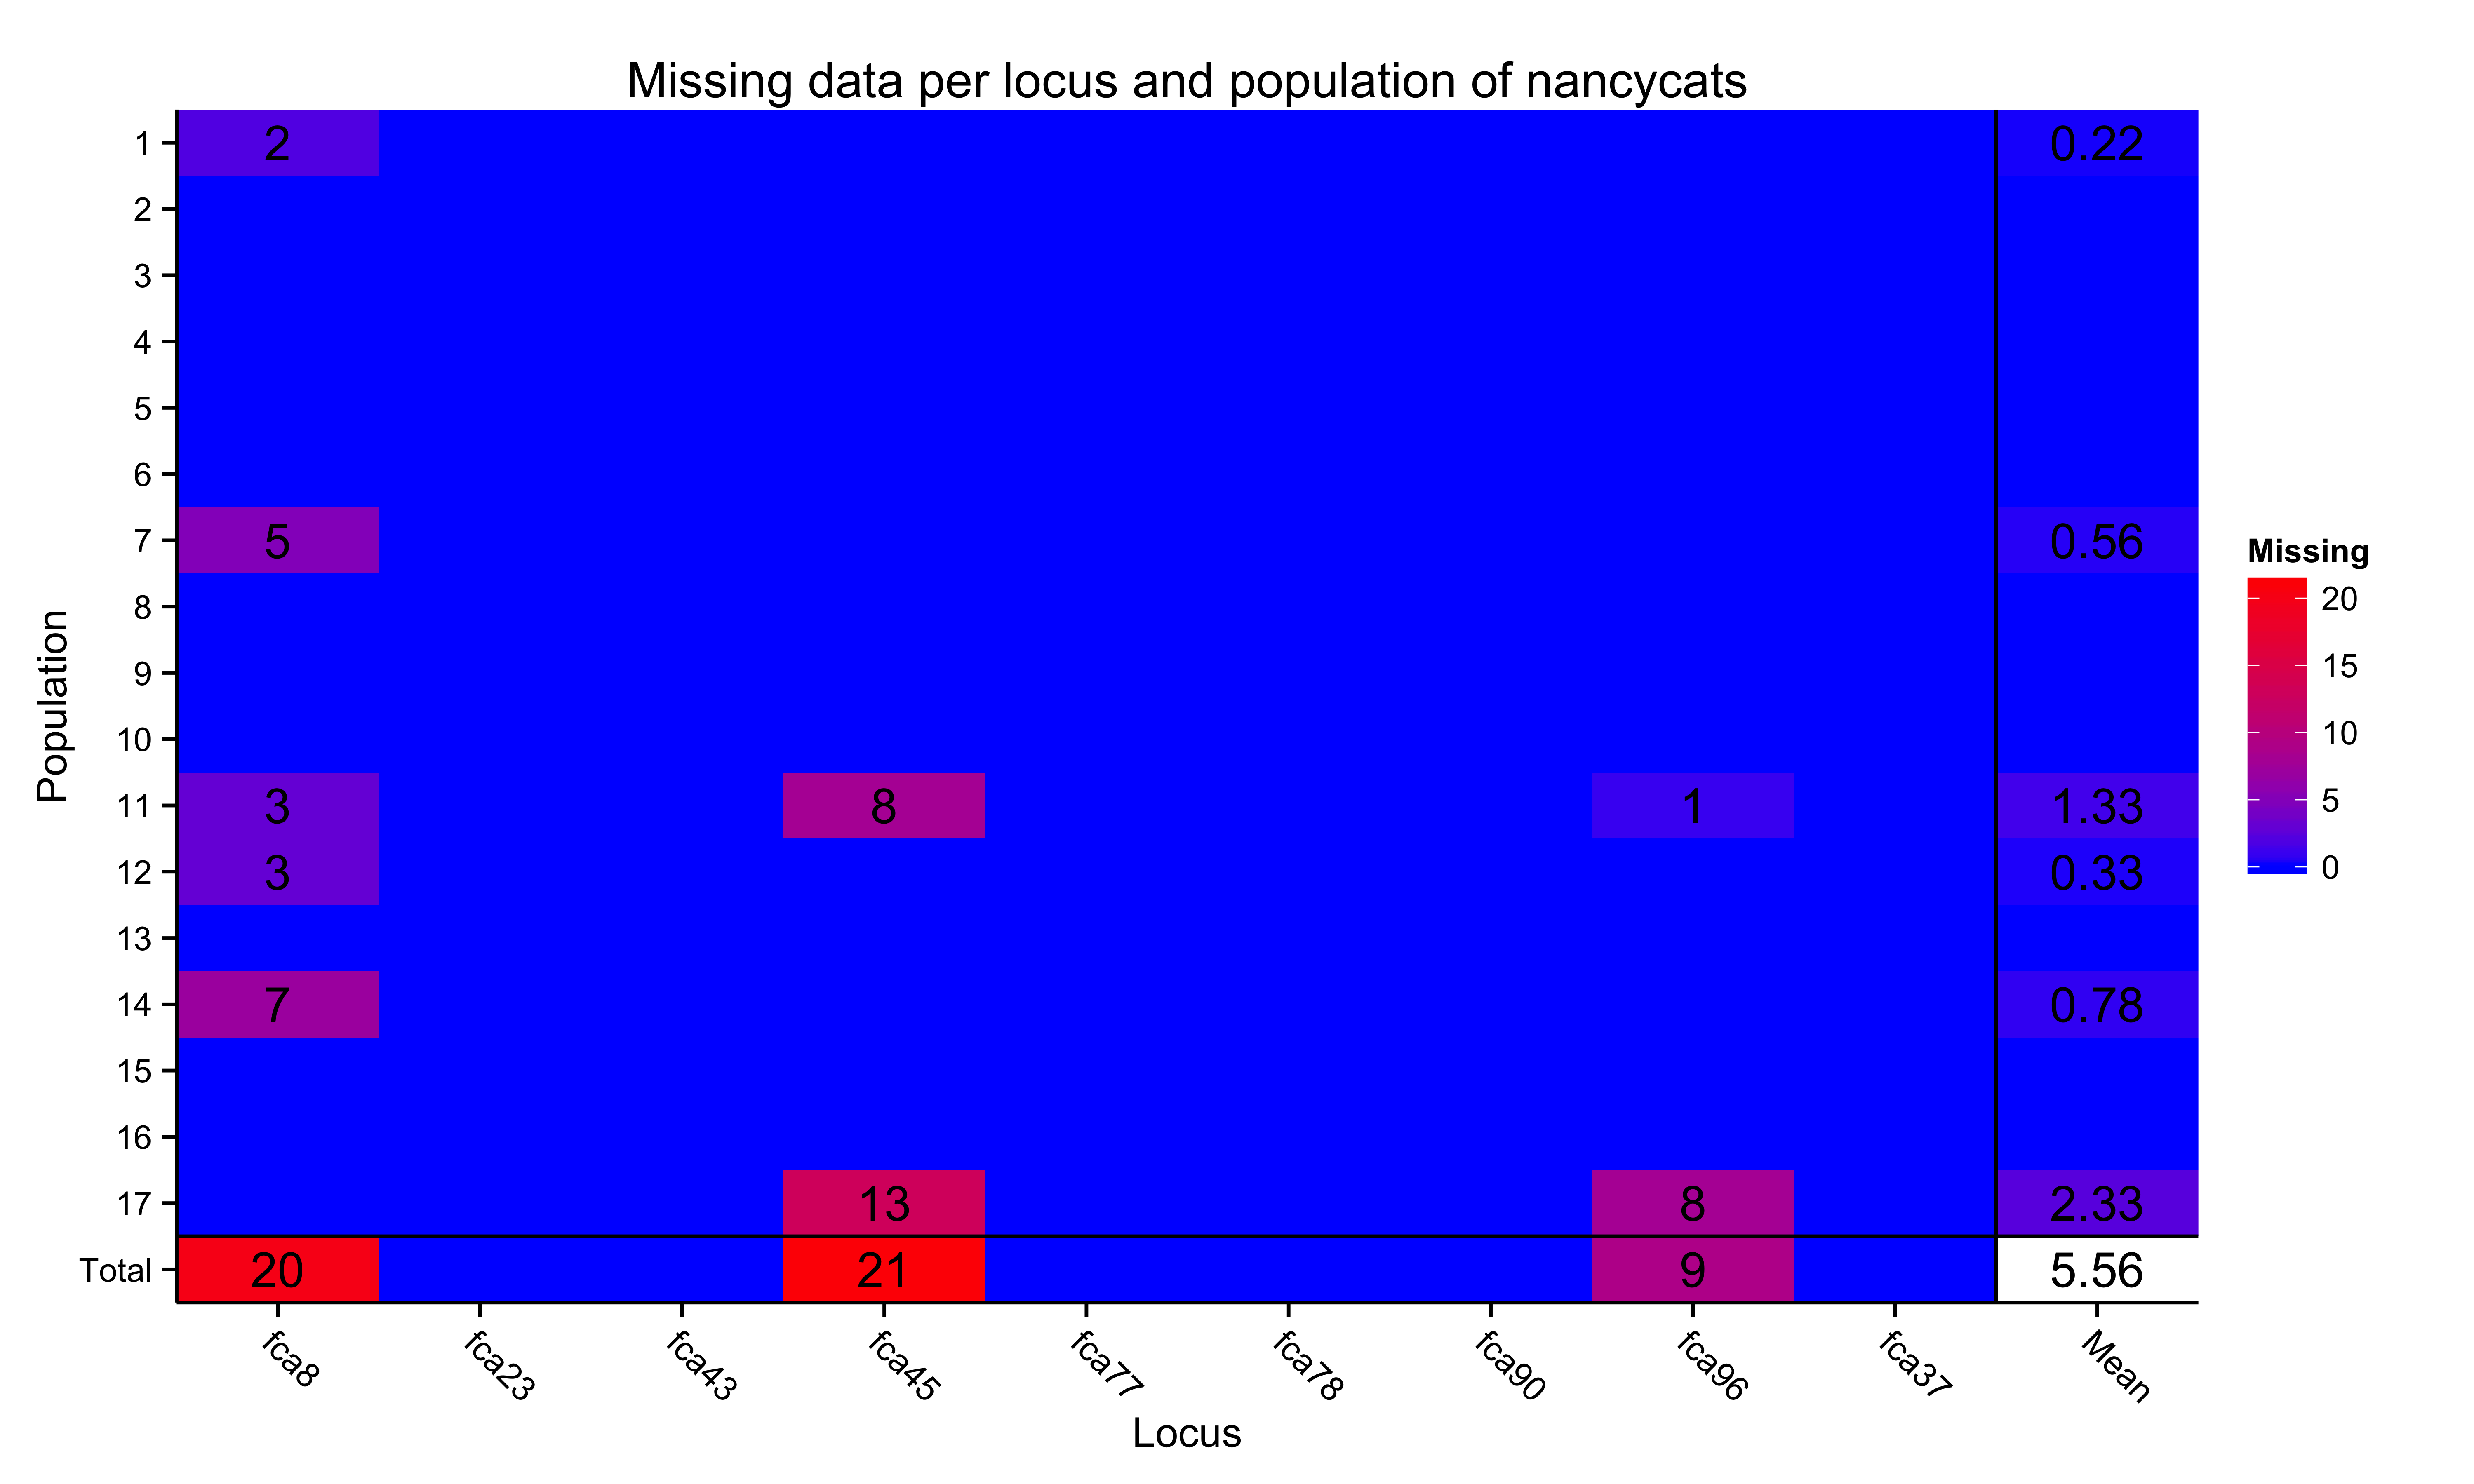 Missing data per locus and population of nancycats
1 2 0.22
2
3
4
5
6
7 5 0.56
8
9
10
11 3 8 1 1.33
12 3 0.33
13
14 7 0.78
15
16
17 13 8 2.33
Total 20 21 9 5.56
Population
fca8 fca23 fca43 fca45 fca77 fca78 fca90 fca96 fca37 Mean
Locus
Missing
20
15
10
5
0